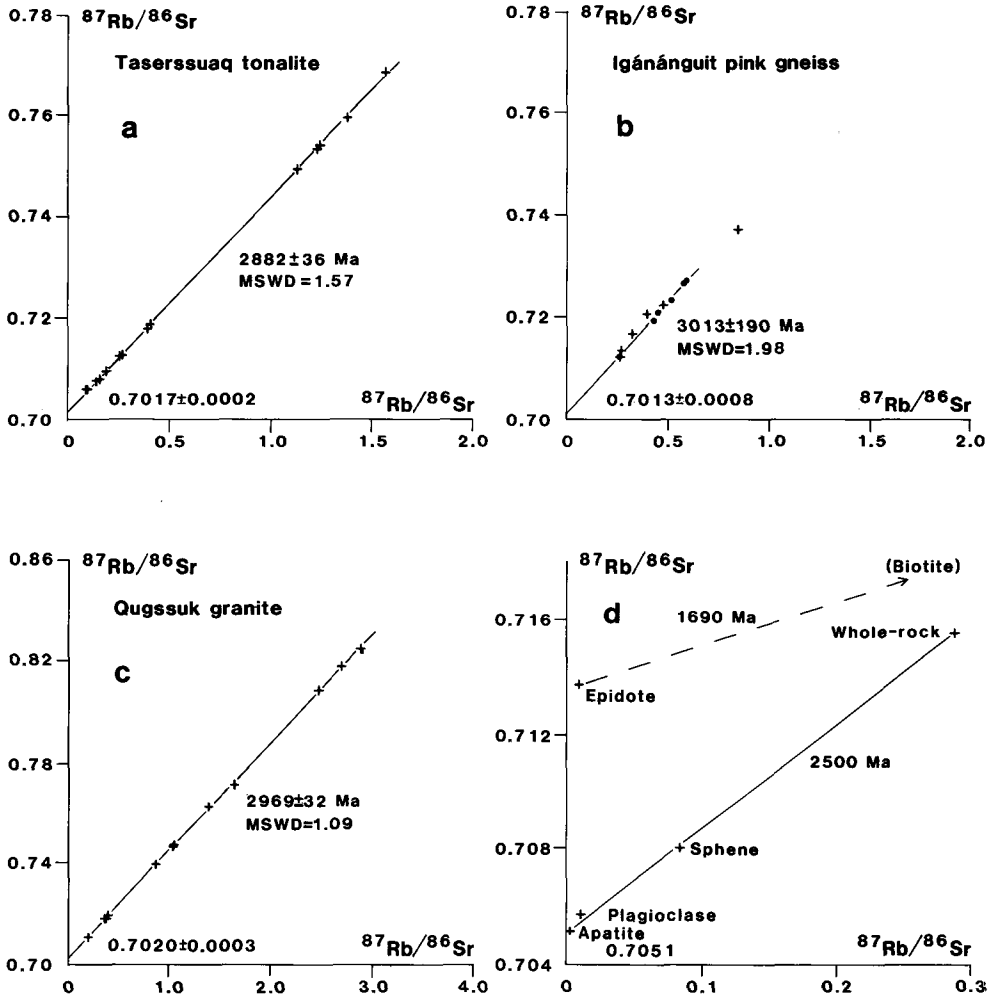 0.78
⁸⁷Rb/⁸⁶Sr
Taserssuaq tonalite
0.76
a
0.74
2882±36 Ma
MSWD=1.57
0.72
0.7017±0.0002
⁸⁷Rb/⁸⁶Sr
0.70
0
0.5
1.0
1.5
2.0
0.78
⁸⁷Rb/⁸⁶Sr
Igánánguit pink gneiss
0.76
b
0.74
0.72
3013±190 Ma
MSWD=1.98
0.7013±0.0008
⁸⁷Rb/⁸⁶Sr
0.70
0
0.5
1.0
1.5
2.0
0.86
⁸⁷Rb/⁸⁶Sr
Qugssuk granite
0.82
c
0.78
2969±32 Ma
MSWD=1.09
0.74
0.7020±0.0003
⁸⁷Rb/⁸⁶Sr
0.70
0
1.0
2.0
3.0
4.0
⁸⁷Rb/⁸⁶Sr
(Biotite)
d
0.716
1690 Ma
Whole-rock
Epidote
0.712
2500 Ma
0.708
Sphene
Plagioclase
Apatite
0.7051
⁸⁷Rb/⁸⁶Sr
0.704
0
0.1
0.2
0.3